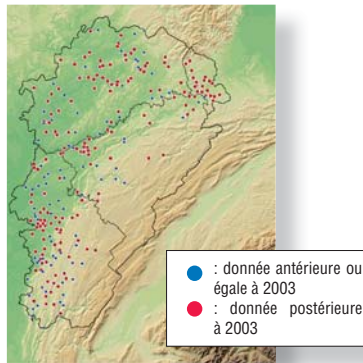 : donnée antérieure ou
égale à 2003
: donnée postérieure
à 2003